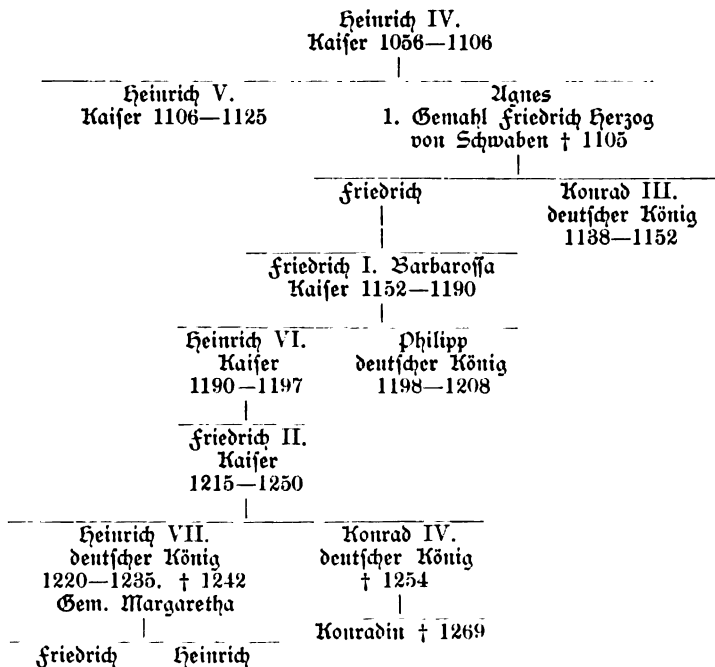 Heinrich IV.
Kaiser 1056—1106
Heinrich V.
Kaiser 1106—1125
Agnes
1. Gemahl Friedrich Herzog
von Schwaben † 1105
Friedrich
Konrad III.
deutscher König
1138—1152
Friedrich I. Barbarossa
Kaiser 1152—1190
Heinrich VI.
Kaiser
1190—1197
Philipp
deutscher König
1198—1208
Friedrich II.
Kaiser
1215—1250
Heinrich VII.
deutscher König
1220—1235. † 1242
Gem. Margaretha
Konrad IV.
deutscher König
† 1254
Konradin † 1269
Friedrich
Heinrich